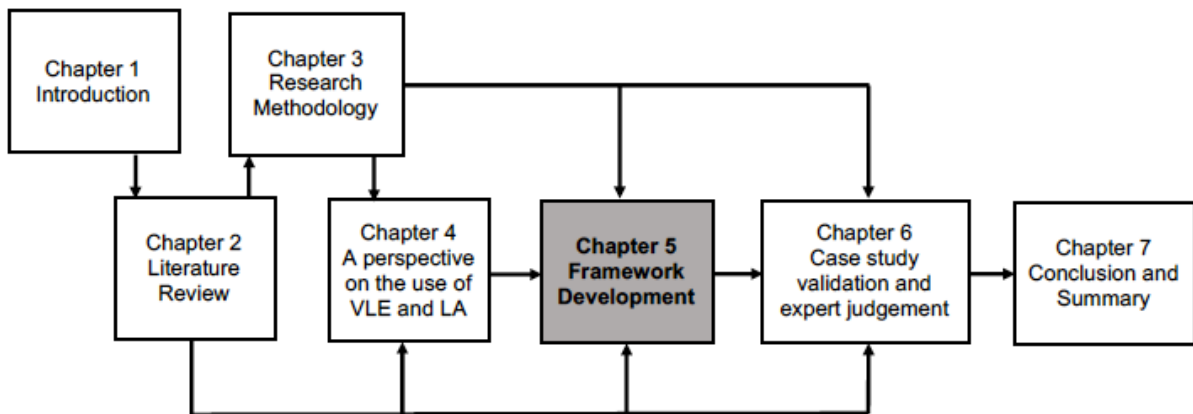 Chapter 1
Introduction
Chapter 2
Literature
Review
Chapter 3
Research
Methodology
Chapter 4
A perspective
on the use of
VLE and LA
Chapter 5
Framework
Development
Chapter 6
Case study
validation and
expert judgement
Chapter 7
Conclusion and
Summary